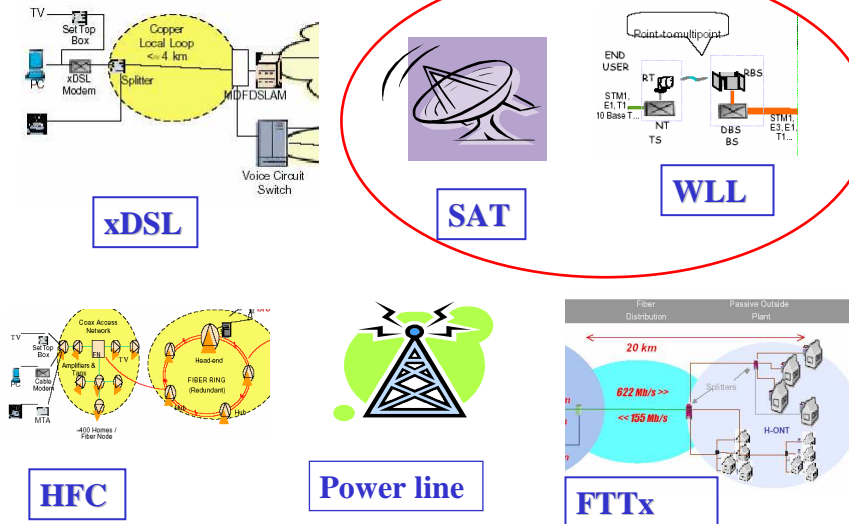 TV
Set Top
Box
PC
xDSL
Modem
Splitter
Copper
Local Loop
<= 4 km
MDFDSLAM
Voice Circuit
Switch
xDSL
SAT
Point-to-multipoint
END
USER
RT
RBS
STM1,
E1, T1
10 Base T...
NT
TS
DBS
BS
STM1,
E3, E1,
T1...
WLL
Coax Access
Network
TV
Set Top
Box
FN
TV
Amplifiers &
Taps
PC
Cable
Modem
MTA
~400 Homes /
Fiber Node
Head-end
FIBER RING
(Redundant)
Hub
Hub
HFC
Power line
Fiber
Distribution
Passive Outside
Plant
20 km
622 Mb/s >>
<< 155 Mb/s
Splitters
H-ONT
FTTx